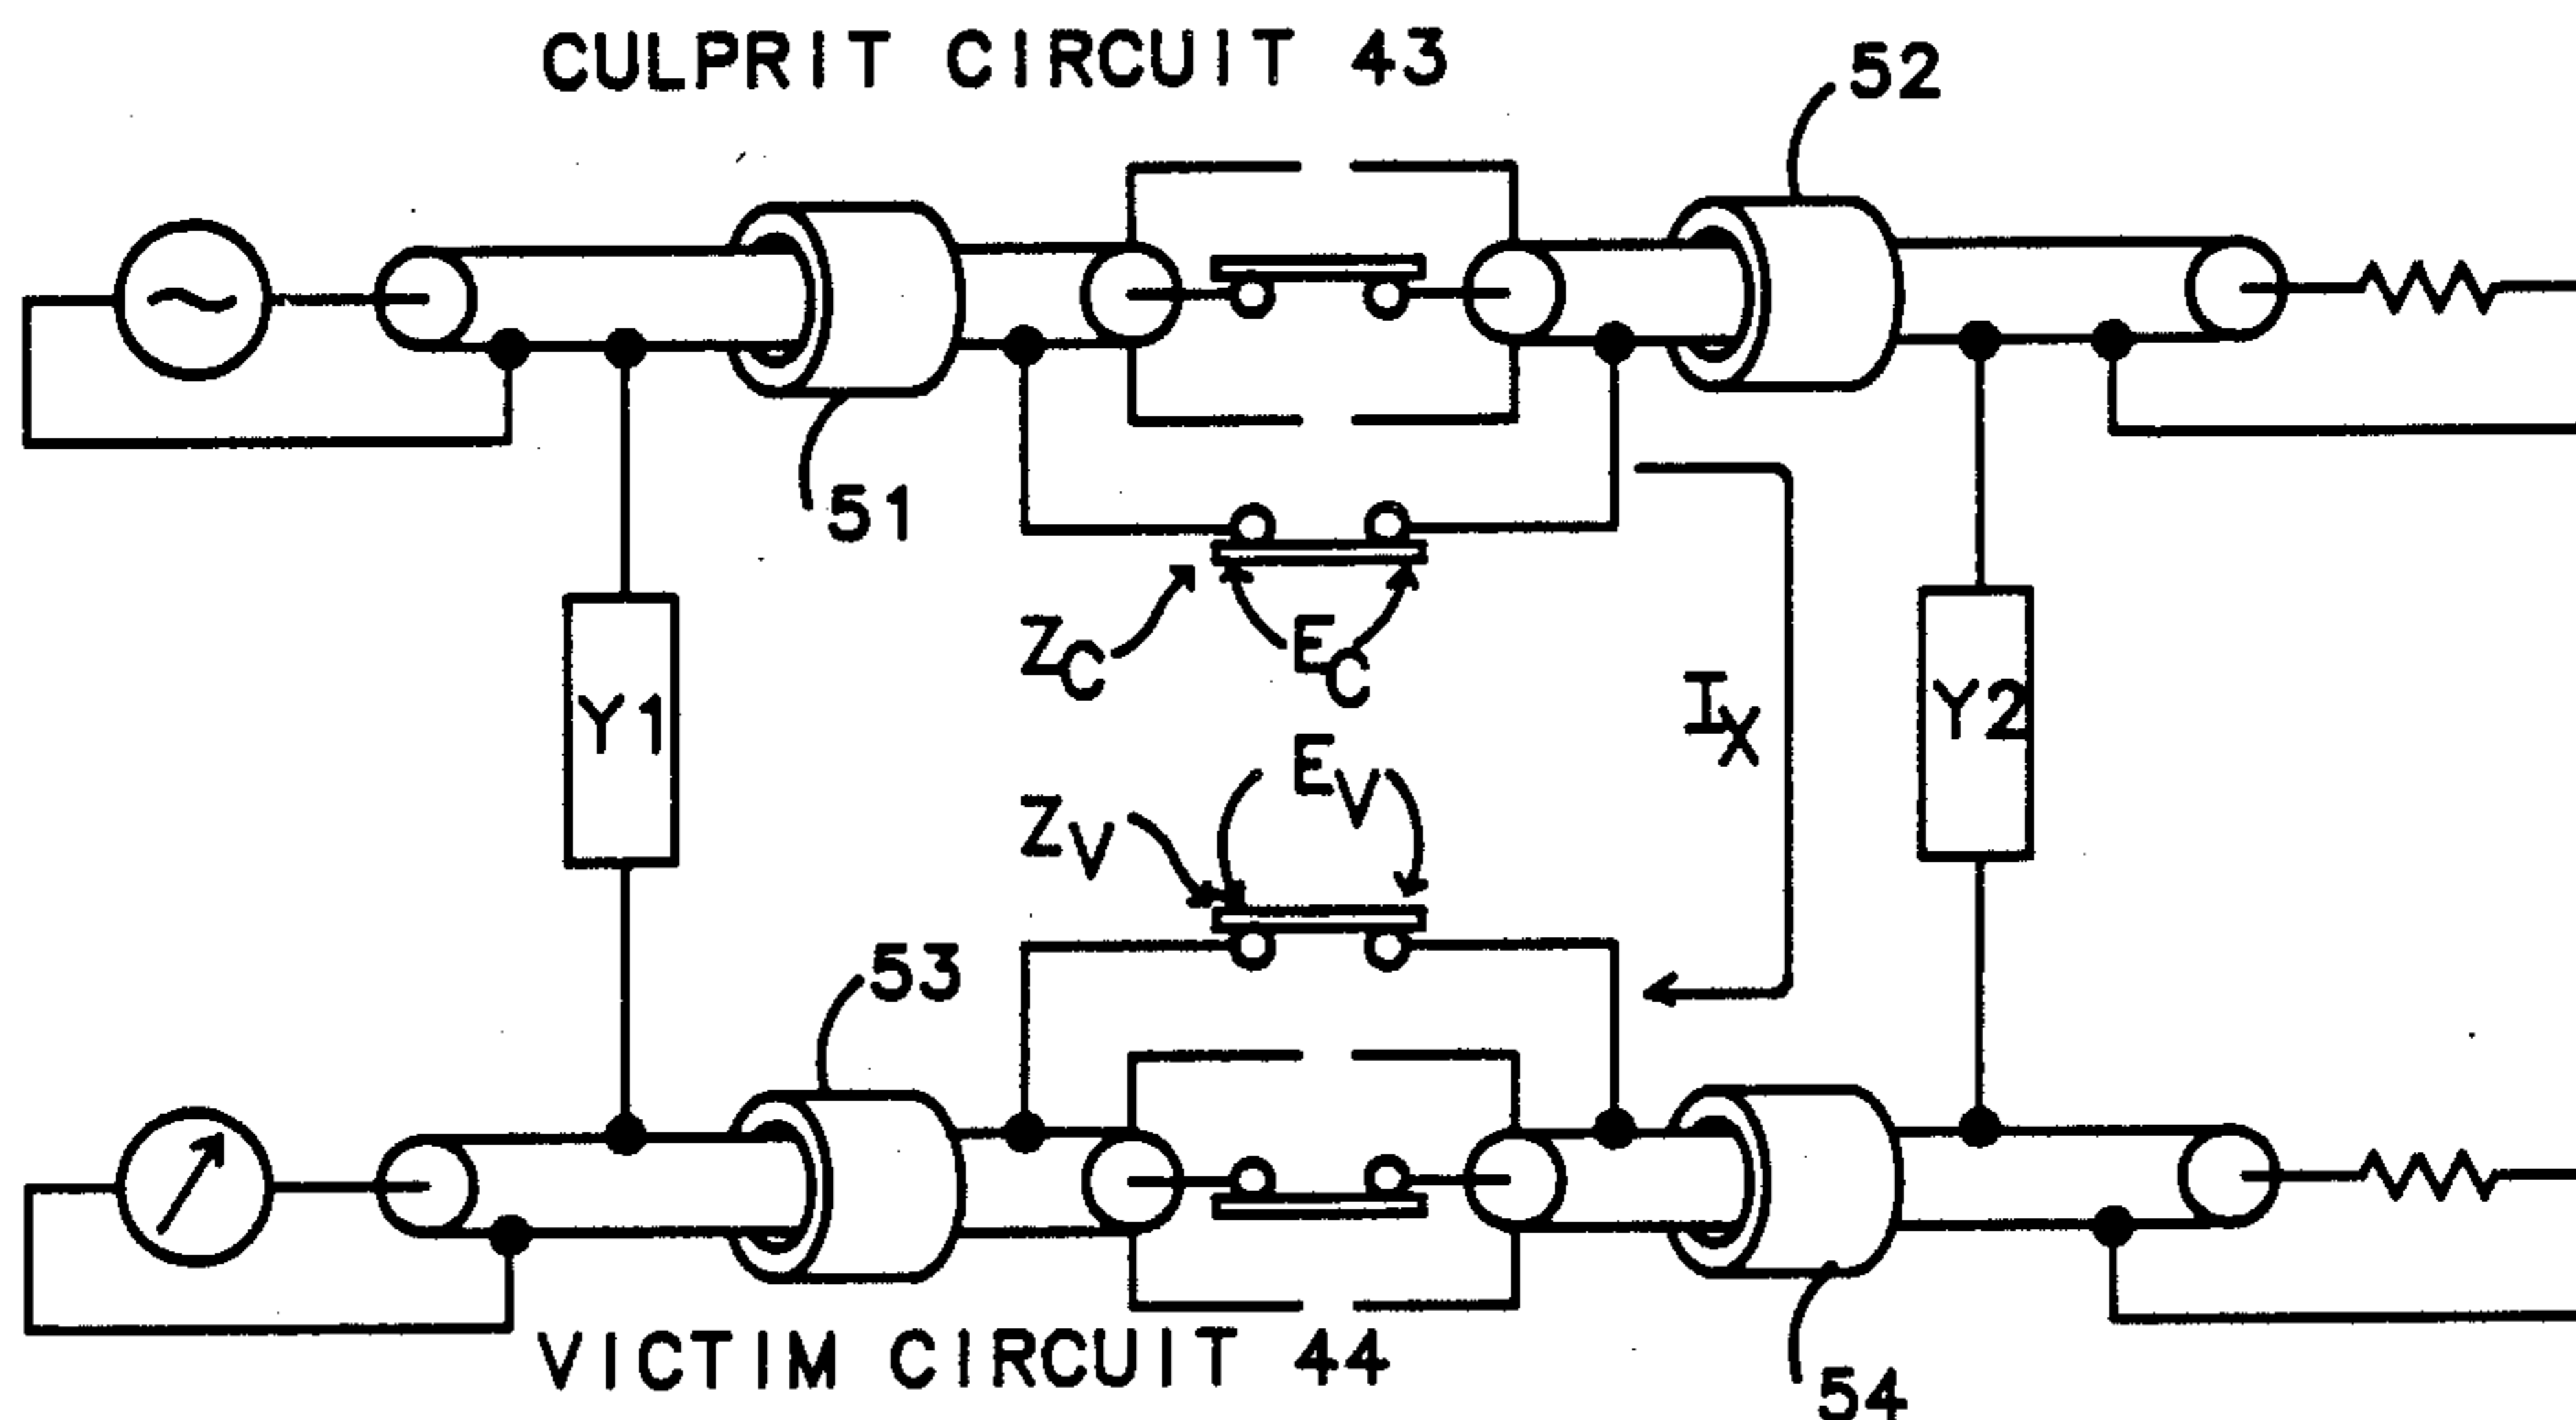 CULPRIT CIRCUIT 43
52
51
ZC
EC
Y1
IX
Y2
EV
ZV
53
VICTIM CIRCUIT 44
54